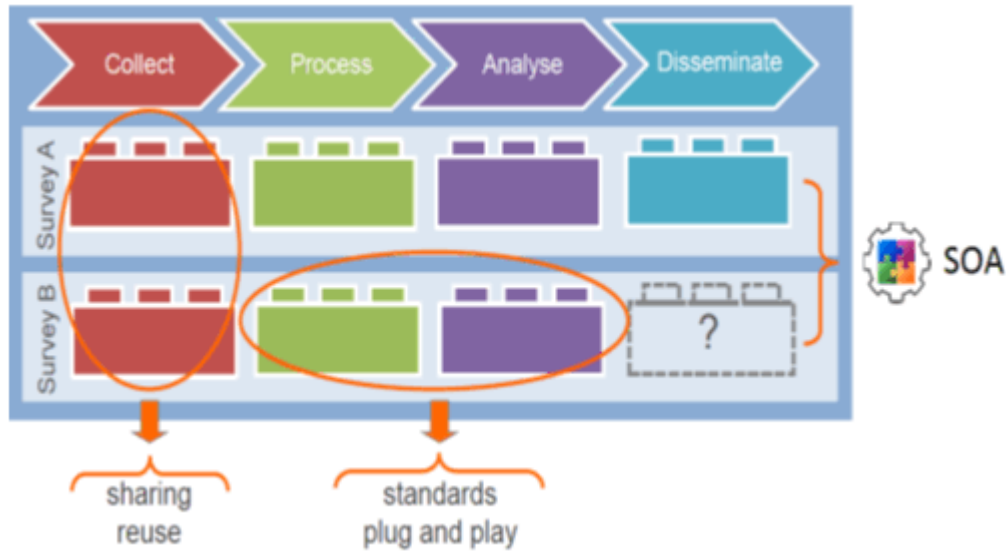 Collect
Process
Analyse
Disseminate
Survey A
SOA
Survey B
?
sharing
reuse
standards
plug and play